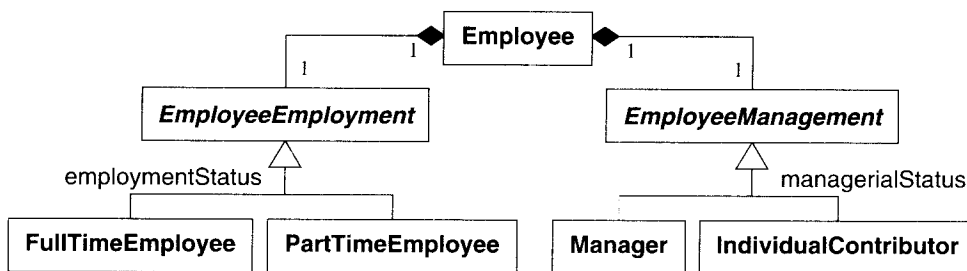 Employee
1
1
1
1
EmployeeEmployment
EmployeeManagement
employmentStatus
managerialStatus
FullTimeEmployee
PartTimeEmployee
Manager
IndividualContributor